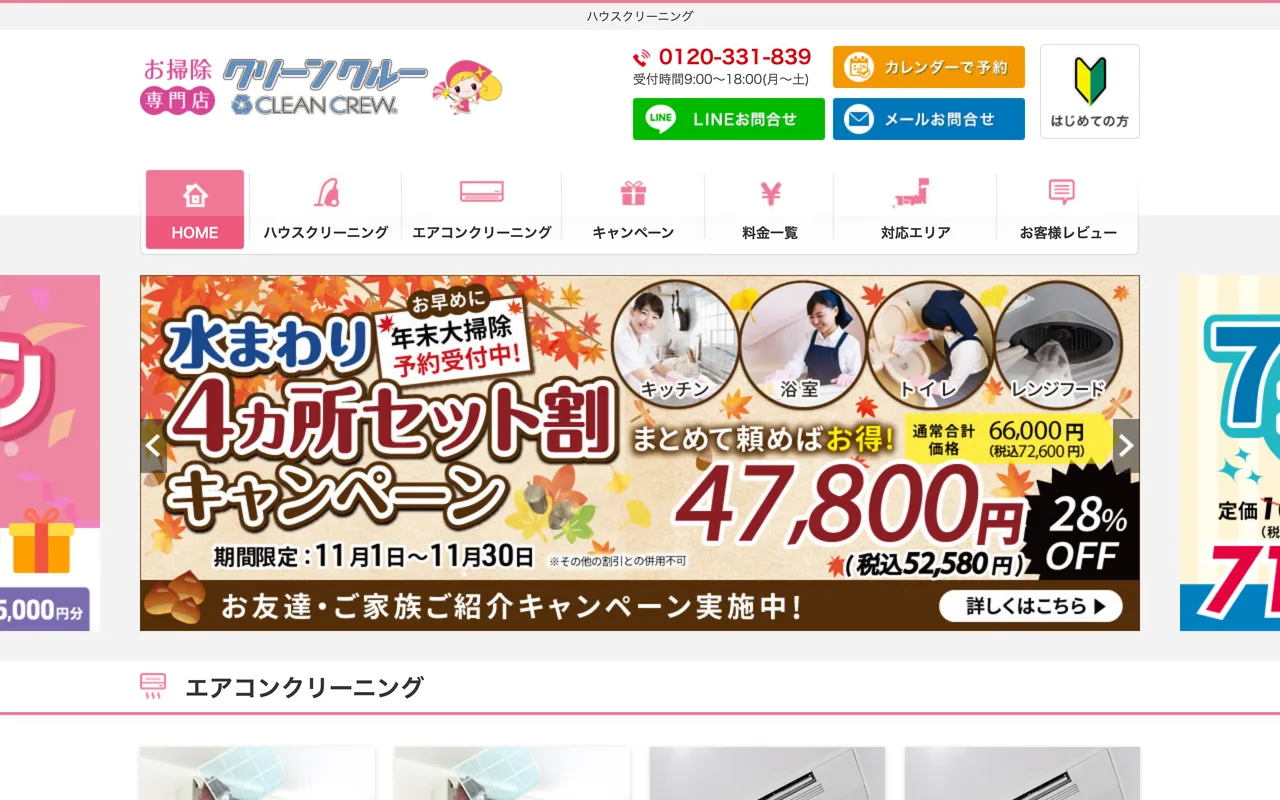 ハウスクリーニング
お掃除
専門店
クリーンクルー
CLEAN CREW
0120-331-839
受付時間9:00〜18:00(月〜土)
カレンダーで予約
LINE
LINEお問合せ
メールお問合せ
はじめての方
HOME
ハウスクリーニング
エアコンクリーニング
キャンペーン
料金一覧
対応エリア
お客様レビュー
水まわり
お早めに
年末大掃除
予約受付中!
4ヵ所セット割
キャンペーン
期間限定:11月1日〜11月30日
※その他の割引との併用不可
キッチン
浴室
トイレ
レンジフード
まとめて頼めばお得!
通常合計
価格
66,000円
(税込72,600円)
47,800円
(税込52,580円)
28%
OFF
お友達・ご家族ご紹介キャンペーン実施中!
詳しくはこちら▶
5,000円分
定価1
(税
エアコンクリーニング